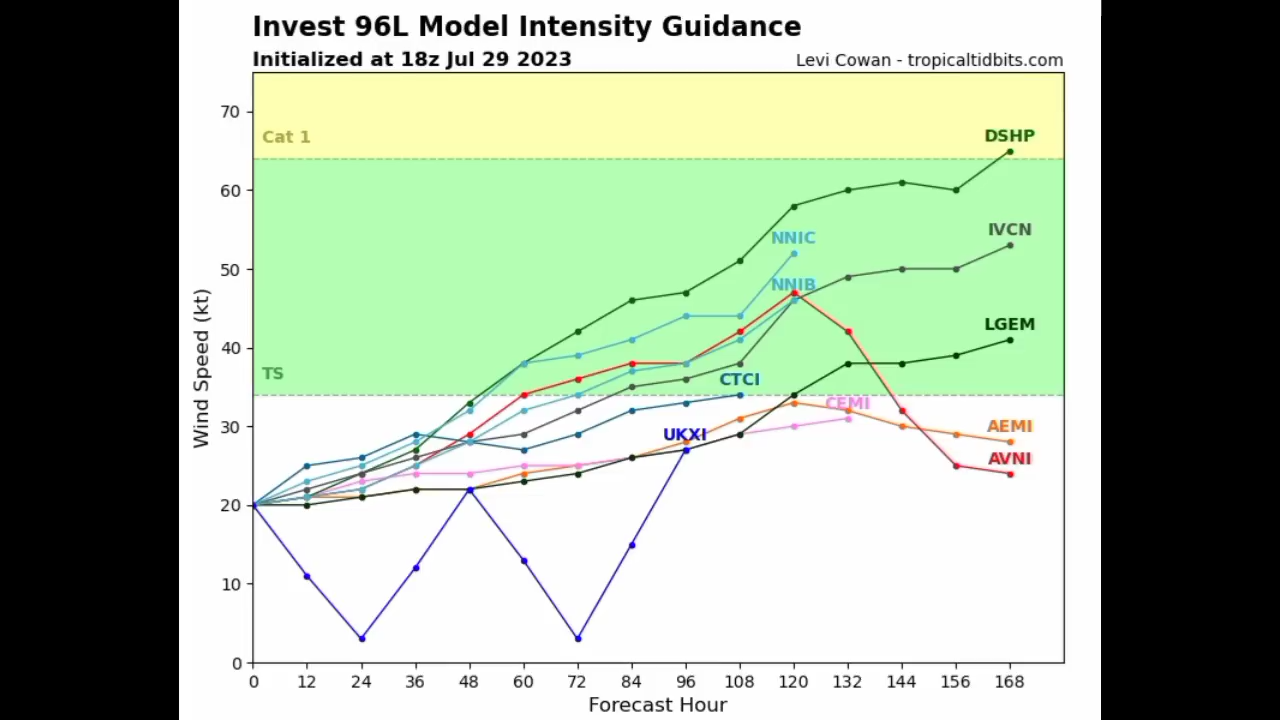 Invest 96L Model Intensity Guidance
Initialized at 18z Jul 29 2023
Levi Cowan - tropicaltidbits.com
70
Cat 1
DSHP
60
NNIC
IVCN
50
NNIB
LGEM
40
TS
CTCI
CEMI
Wind Speed (kt)
30
UKXI
AEMI
AVNI
20
10
0
0 12 24 36 48 60 72 84 96 108 120 132 144 156 168
Forecast Hour